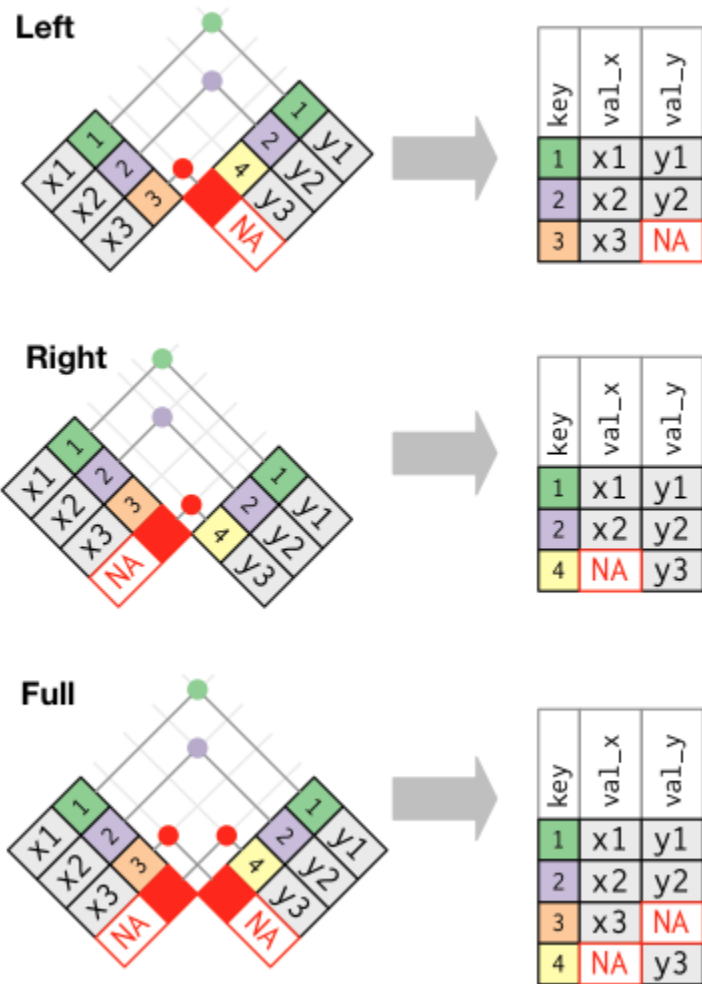 Left
1 x1
2 x2
3 x3
1 y1
2 y2
4 y3
NA
key val_x val_y
1 x1 y1
2 x2 y2
3 x3 NA
Right
1 x1
2 x2
3 x3
NA
1 y1
2 y2
4 y3
key val_x val_y
1 x1 y1
2 x2 y2
4 NA y3
Full
1 x1
2 x2
3 x3
NA
1 y1
2 y2
4 y3
NA
key val_x val_y
1 x1 y1
2 x2 y2
3 x3 NA
4 NA y3